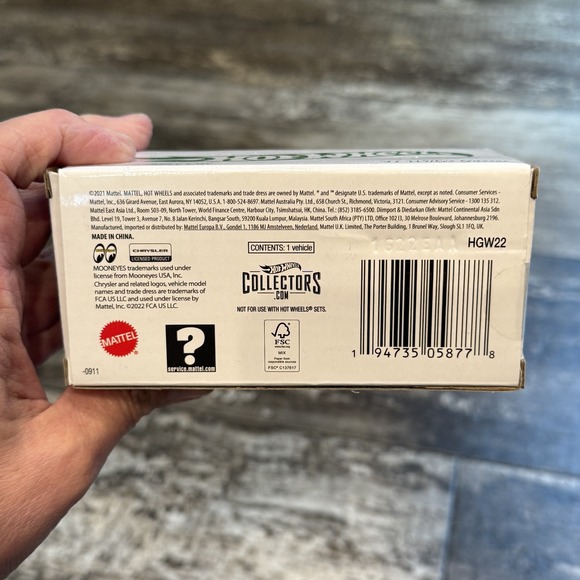 ©2021 Mattel. MATTEL, HOT WHEELS and associated trademarks and trade dress are owned by Mattel. ® and ™ designate U.S. trademarks of Mattel, except as noted. Consumer Services -
Mattel, Inc., 636 Girard Avenue, East Aurora, NY 14052, U.S.A. 1-800-524-8697. Mattel Australia Pty. Ltd., 658 Church St., Richmond, Victoria, 3121. Consumer Advisory Service - 1300 135 312.
Mattel East Asia Ltd., Room 503-09, North Tower, World Finance Centre, Harbour City, Tsimshatsui, HK, China. Tel.: (852) 3185-6500. Diimport & Diedarkan Oleh: Mattel Continental Asia Sdn
Bhd. Level 19, Tower 3, Avenue 7, No. 8 Jalan Kerinchi, Bangsar South, 59200 Kuala Lumpur, Malaysia. Mattel South Africa (PTY) LTD, Office 102 I3, 30 Melrose Boulevard, Johannesburg 2196.
Manufactured, imported or distributed by: Mattel Europa B.V., Gondel 1, 1186 MJ Amstelveen, Nederland. Mattel U.K. Limited, The Porter Building, 1 Brunel Way, Slough SL1 1FQ, UK.
MADE IN CHINA.
CHRYSLER
LICENSED PRODUCT
MOONEYES trademarks used under
license from Mooneyes USA, Inc.
Chrysler and related logos, vehicle model
names and trade dress are trademarks of
FCA US LLC and used under license by
Mattel, Inc. ©2022 FCA US LLC.
MATTEL
-0911
?
service.mattel.com
CONTENTS: 1 vehicle
HOT WHEELS
COLLECTORS
.COM
NOT FOR USE WITH HOT WHEELS® SETS.
FSC
www.fsc.org
MIX
Paper from
responsible sources
FSC® C137617
HGW22
1 94735 05877 8